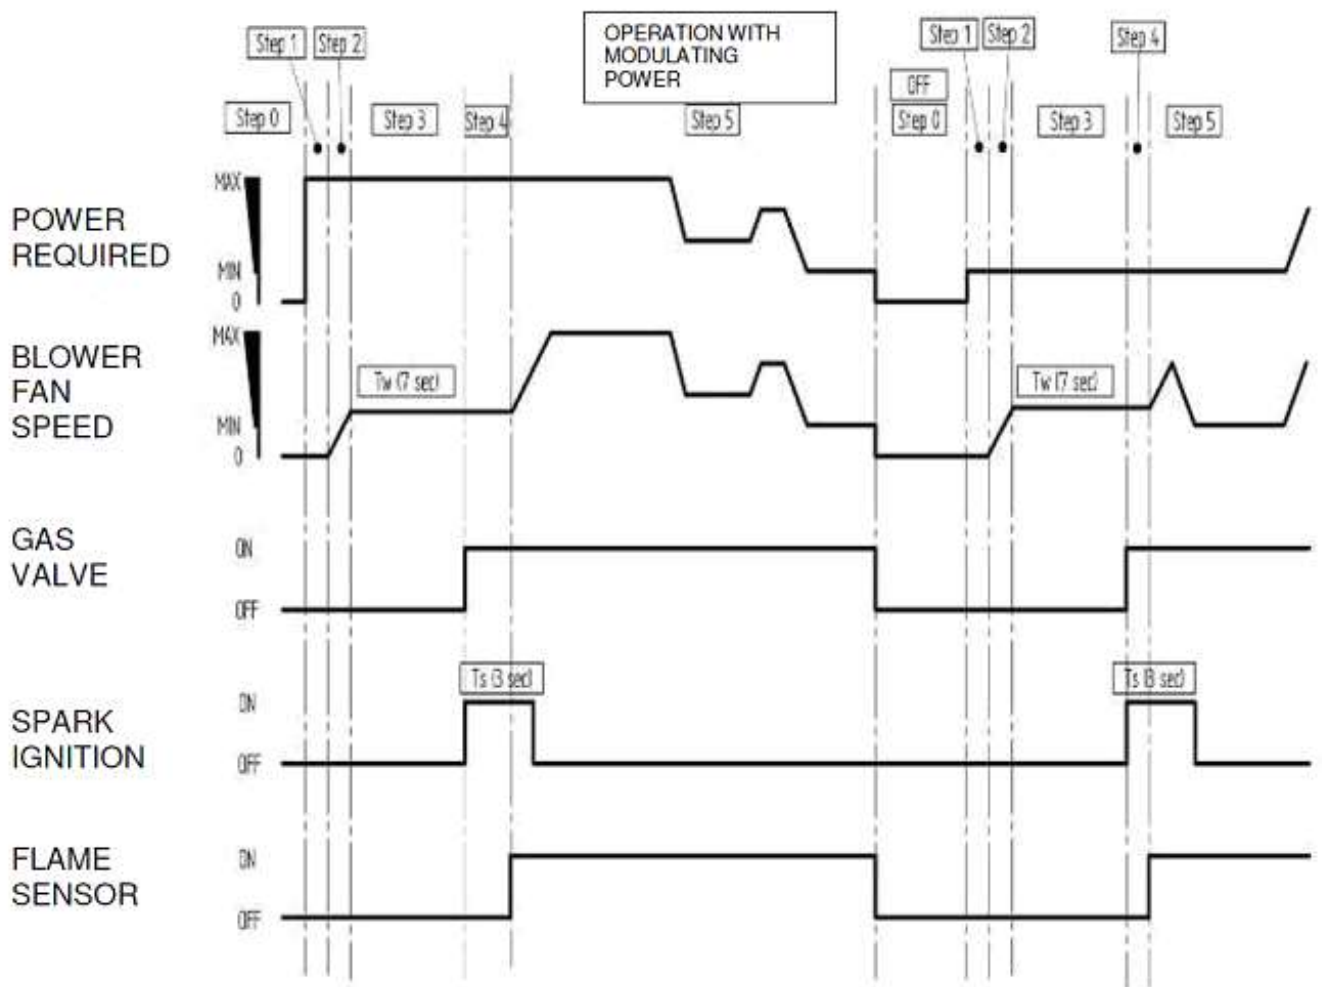 OPERATION WITH
MODULATING
POWER
Step 1
Step 2
Step 1
Step 2
Step 4
OFF
Step 0
Step 3
Step 4
Step 5
Step 0
Step 3
Step 5
POWER
REQUIRED
MAX
MIN
0
BLOWER
FAN
SPEED
MAX
MIN
0
Tw (7 sec)
Tw (7 sec)
GAS
VALVE
ON
OFF
SPARK
IGNITION
ON
OFF
Ts (3 sec)
Ts (3 sec)
FLAME
SENSOR
ON
OFF